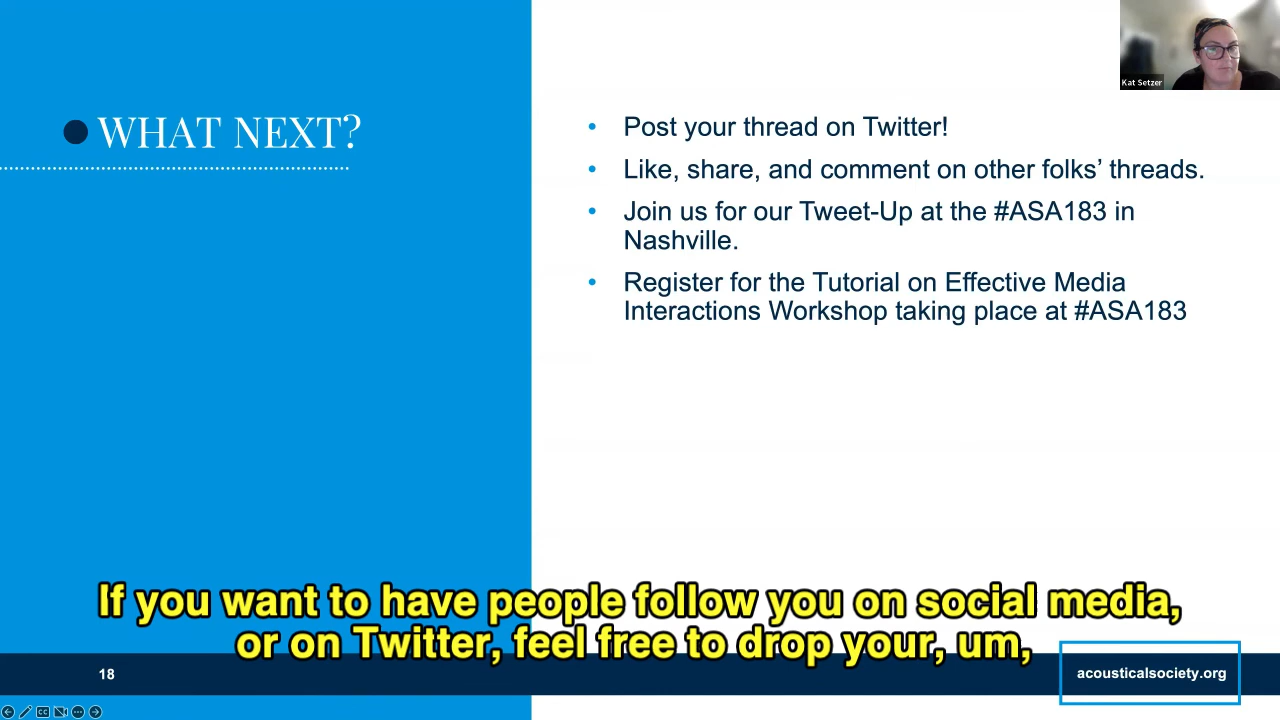 Kat Setzer
WHAT NEXT?
• Post your thread on Twitter!
• Like, share, and comment on other folks’ threads.
• Join us for our Tweet-Up at the #ASA183 in
Nashville.
• Register for the Tutorial on Effective Media
Interactions Workshop taking place at #ASA183
If you want to have people follow you on social media,
or on Twitter, feel free to drop your, um,
18
acousticalsociety.org
CC